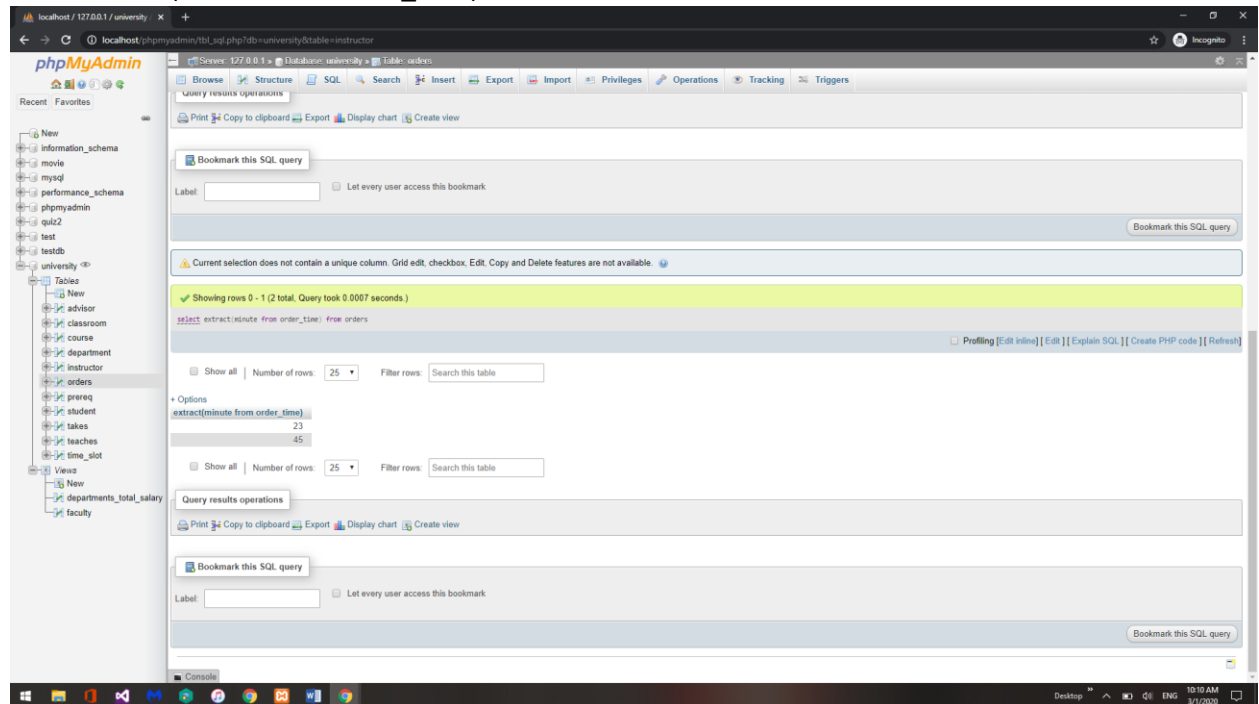 localhost / 127.0.0.1 / university /
localhost/phpmyadmin/tbl_sql.php?db=university&table=instructor
Incognito
phpMyAdmin
Recent Favorites
New
information_schema
movie
mysql
performance_schema
phpmyadmin
quiz2
test
testdb
university
Tables
New
advisor
classroom
course
department
instructor
orders
prereq
student
takes
teaches
time_slot
Views
New
departments_total_salary
faculty
Server: 127.0.0.1 » Database: university » Table: orders
Browse Structure SQL Search Insert Export Import Privileges Operations Tracking Triggers
Query results operations
Print Copy to clipboard Export Display chart Create view
Bookmark this SQL query
Label: Let every user access this bookmark
Bookmark this SQL query
Current selection does not contain a unique column. Grid edit, checkbox, Edit, Copy and Delete features are not available.
Showing rows 0 - 1 (2 total, Query took 0.0007 seconds.)
select extract(minute from order_time) from orders
Profiling [Edit inline] [ Edit ] [ Explain SQL ] [ Create PHP code ] [ Refresh]
Show all | Number of rows: 25 Filter rows: Search this table
+ Options
extract(minute from order_time)
23
45
Show all | Number of rows: 25 Filter rows: Search this table
Query results operations
Print Copy to clipboard Export Display chart Create view
Bookmark this SQL query
Label: Let every user access this bookmark
Bookmark this SQL query
Console
Desktop ENG 10:10 AM
3/1/2020